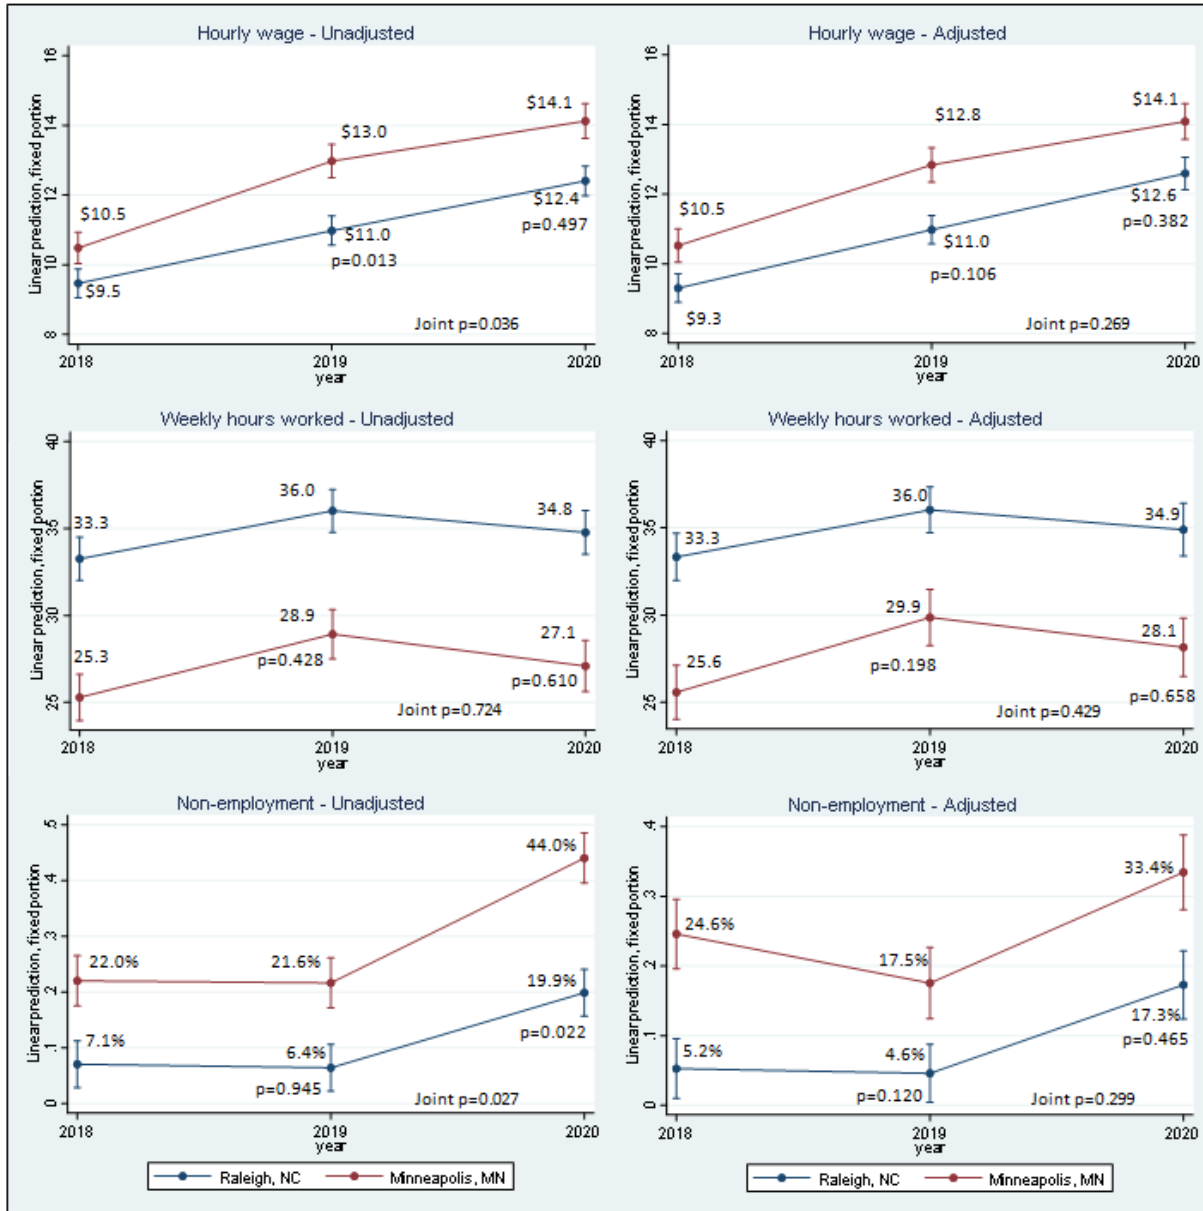 Hourly wage - Unadjusted
Linear prediction, fixed portion
16
14
12
10
8
$10.5
$13.0
$14.1
$9.5
$11.0
p=0.013
$12.4
p=0.497
Joint p=0.036
2018
2019
2020
year
Hourly wage - Adjusted
Linear prediction, fixed portion
16
14
12
10
8
$10.5
$12.8
$14.1
$9.3
$11.0
p=0.106
$12.6
p=0.382
Joint p=0.269
2018
2019
2020
year
Weekly hours worked - Unadjusted
Linear prediction, fixed portion
40
35
30
25
33.3
36.0
34.8
25.3
28.9
p=0.428
27.1
p=0.610
Joint p=0.724
2018
2019
2020
year
Weekly hours worked - Adjusted
Linear prediction, fixed portion
40
35
30
25
33.3
36.0
34.9
25.6
29.9
p=0.198
28.1
p=0.658
Joint p=0.429
2018
2019
2020
year
Non-employment - Unadjusted
Linear prediction, fixed portion
.5
.4
.3
.2
.1
0
22.0%
21.6%
44.0%
7.1%
6.4%
p=0.945
19.9%
p=0.022
Joint p=0.027
2018
2019
2020
year
Non-employment - Adjusted
Linear prediction, fixed portion
.4
.3
.2
.1
0
24.6%
17.5%
33.4%
5.2%
4.6%
p=0.120
17.3%
p=0.465
Joint p=0.299
2018
2019
2020
year
Raleigh, NC
Minneapolis, MN
Raleigh, NC
Minneapolis, MN